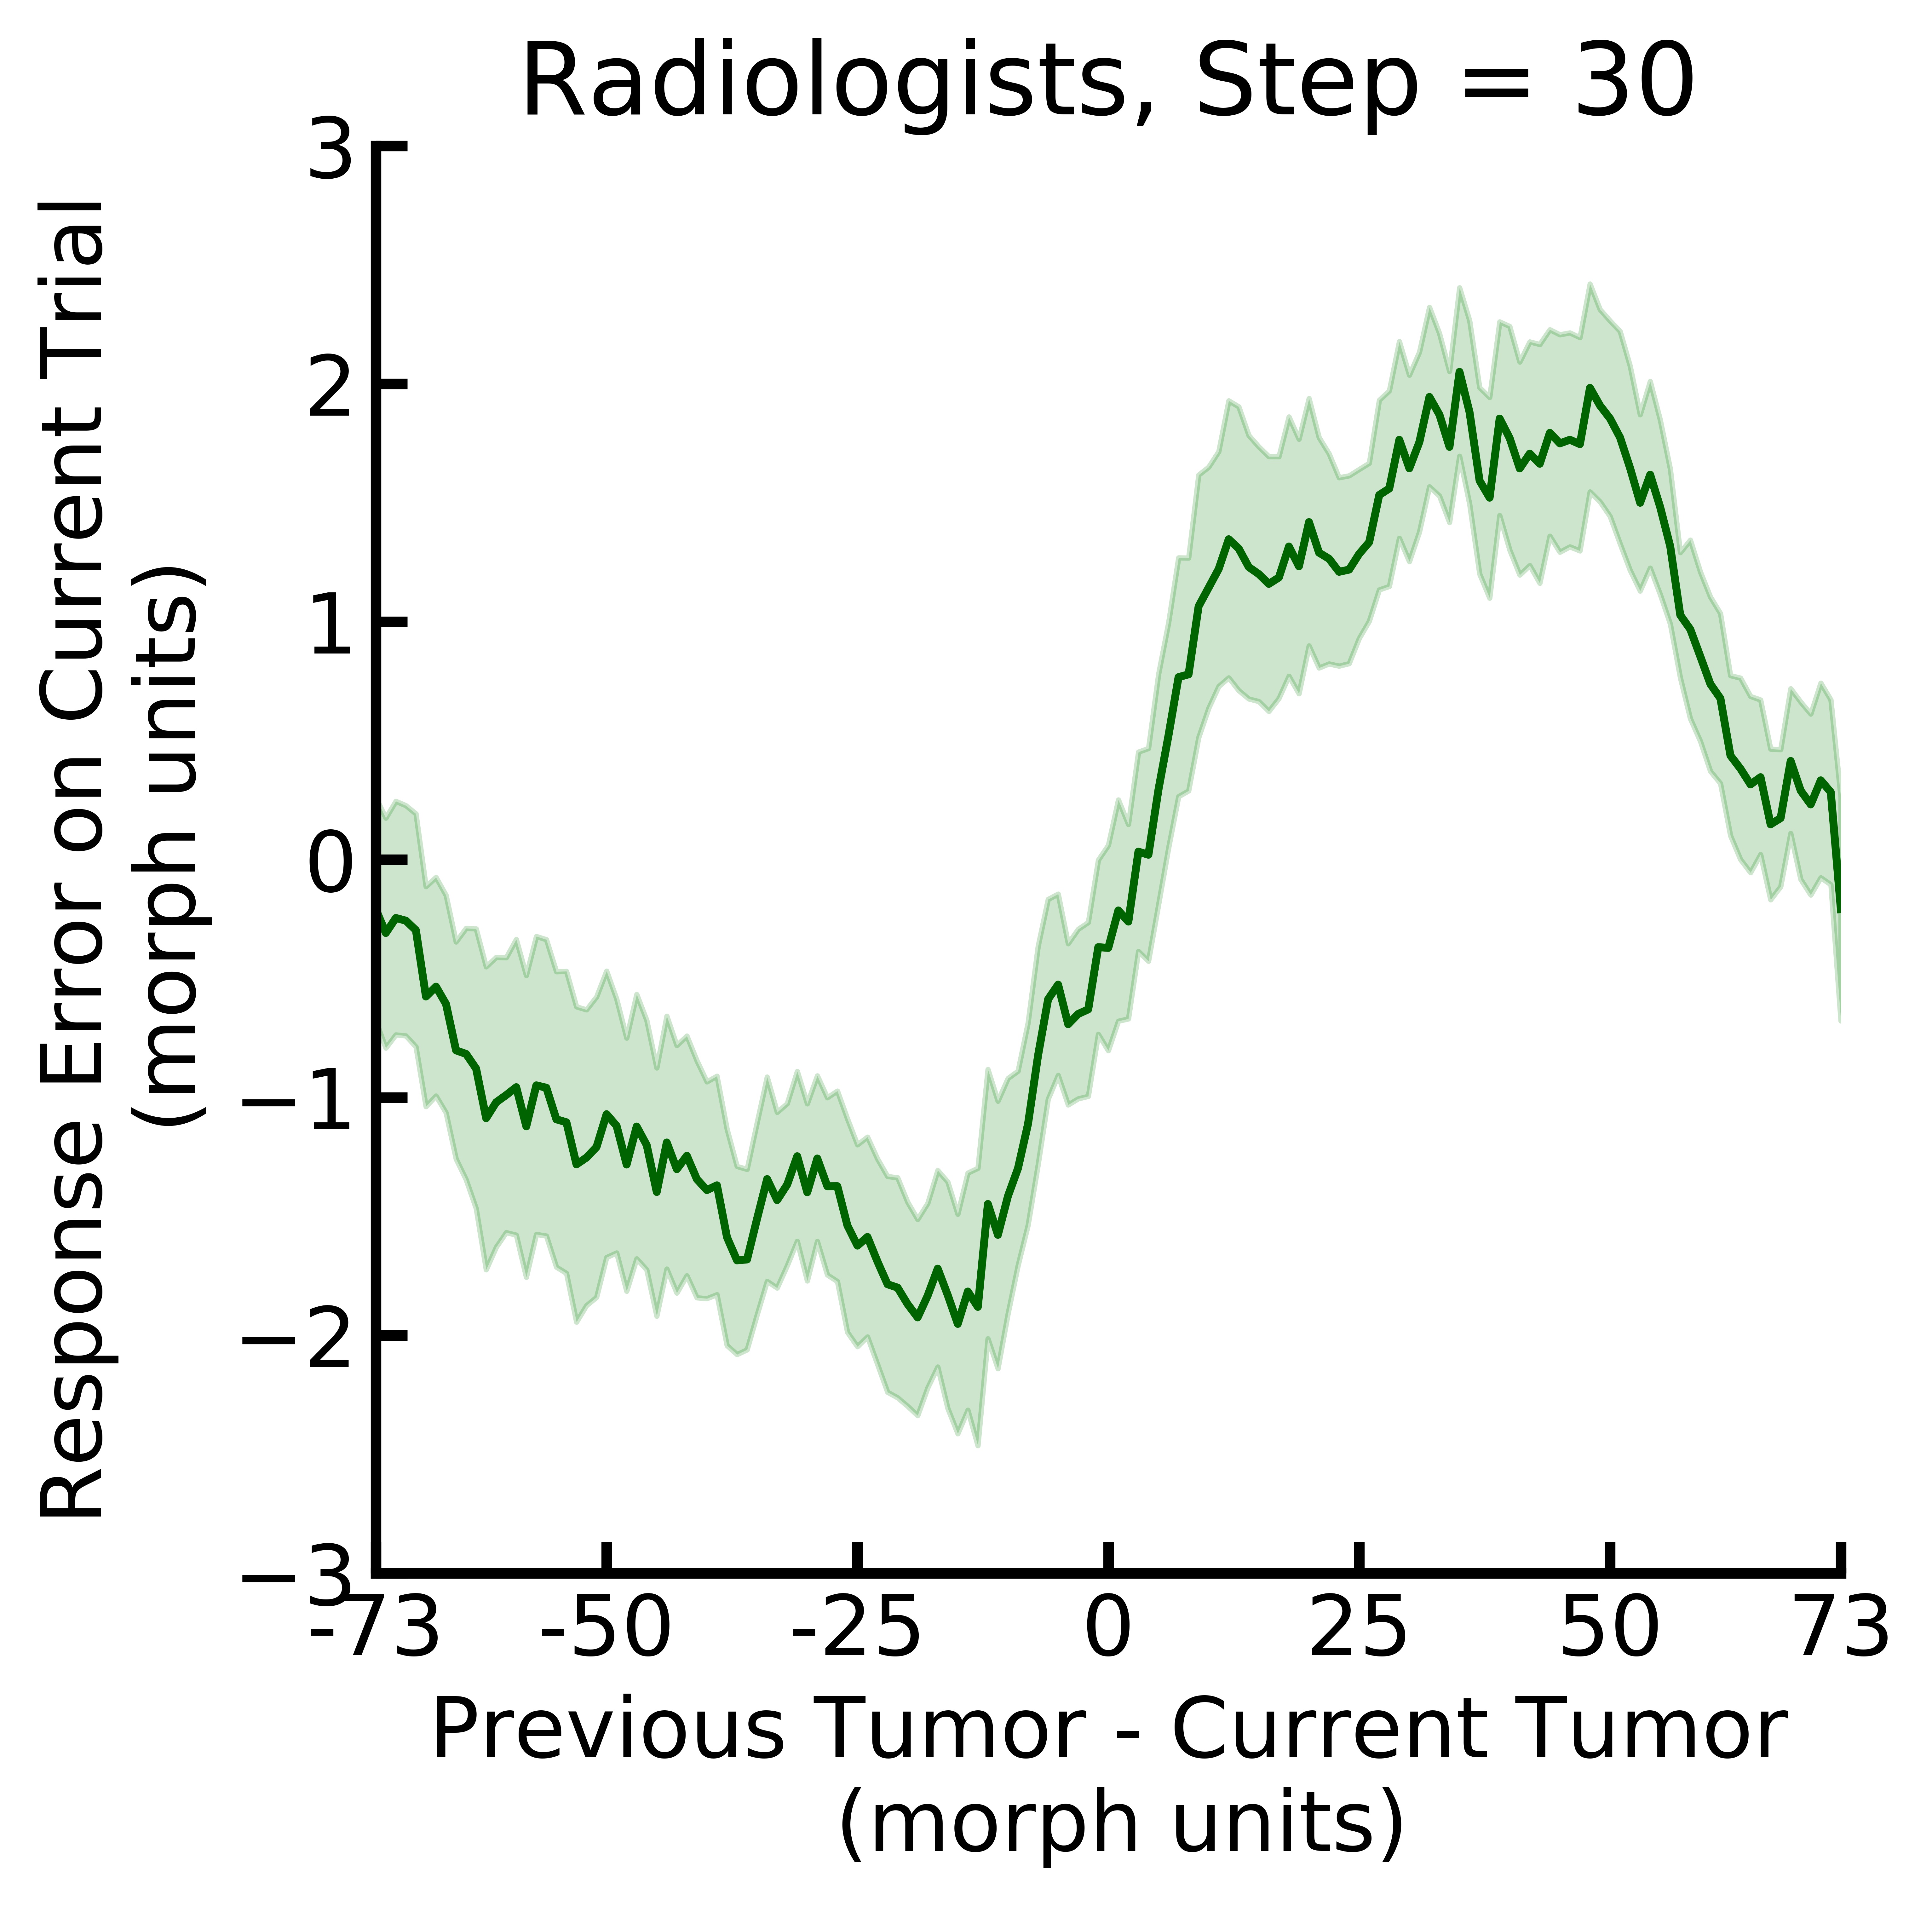 Radiologists, Step = 30
Response Error on Current Trial
(morph units)
3
2
1
0
−1
−2
−3
-73 -50 -25 0 25 50 73
Previous Tumor - Current Tumor
(morph units)